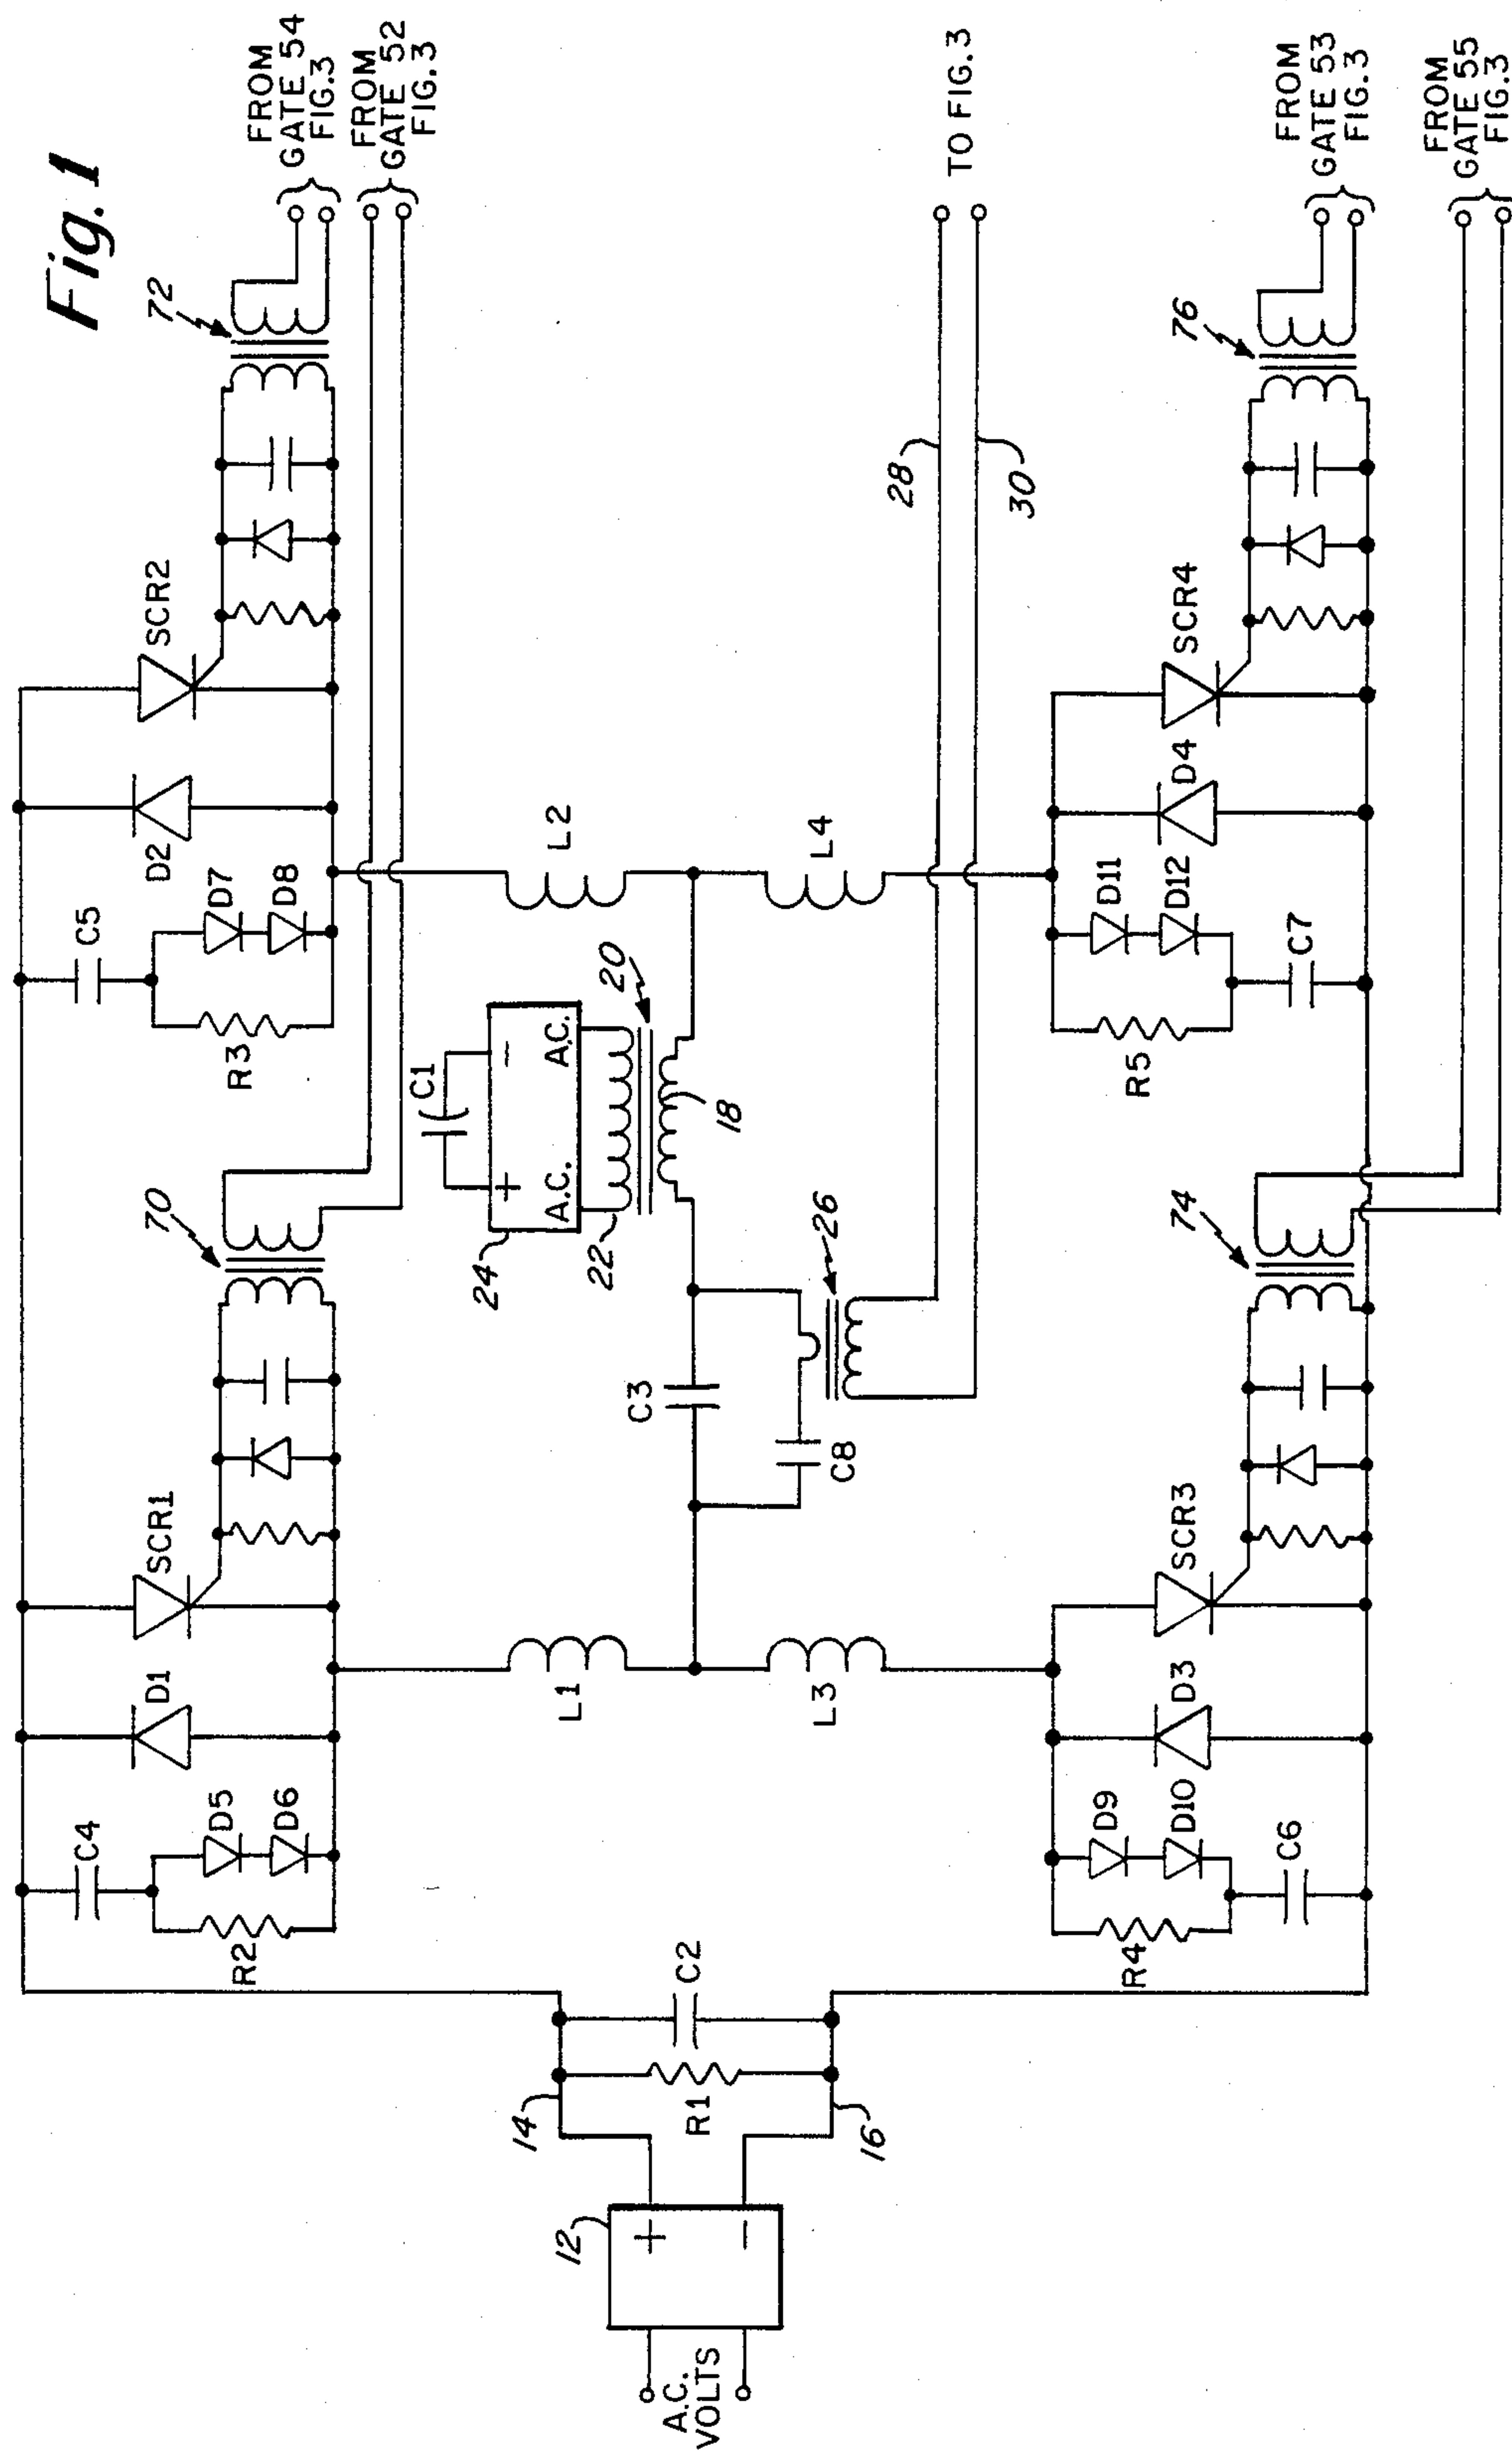 Fig. 1
FROM
GATE 54
FIG.3
FROM
GATE 52
FIG.3
72
SCR2
D2
D7
D8
C5
R3
70
SCR1
D1
D5
D6
C4
R2
L2
20
C1
+
-
A.C.
A.C.
24
22
18
26
C3
C8
L1
TO FIG.3
28
30
L4
L3
14
C2
R1
16
12
+
-
A.C.
VOLTS
FROM
GATE 53
FIG.3
FROM
GATE 55
FIG.3
76
SCR4
D4
D11
D12
C7
R5
74
SCR3
D3
D9
D10
C6
R4